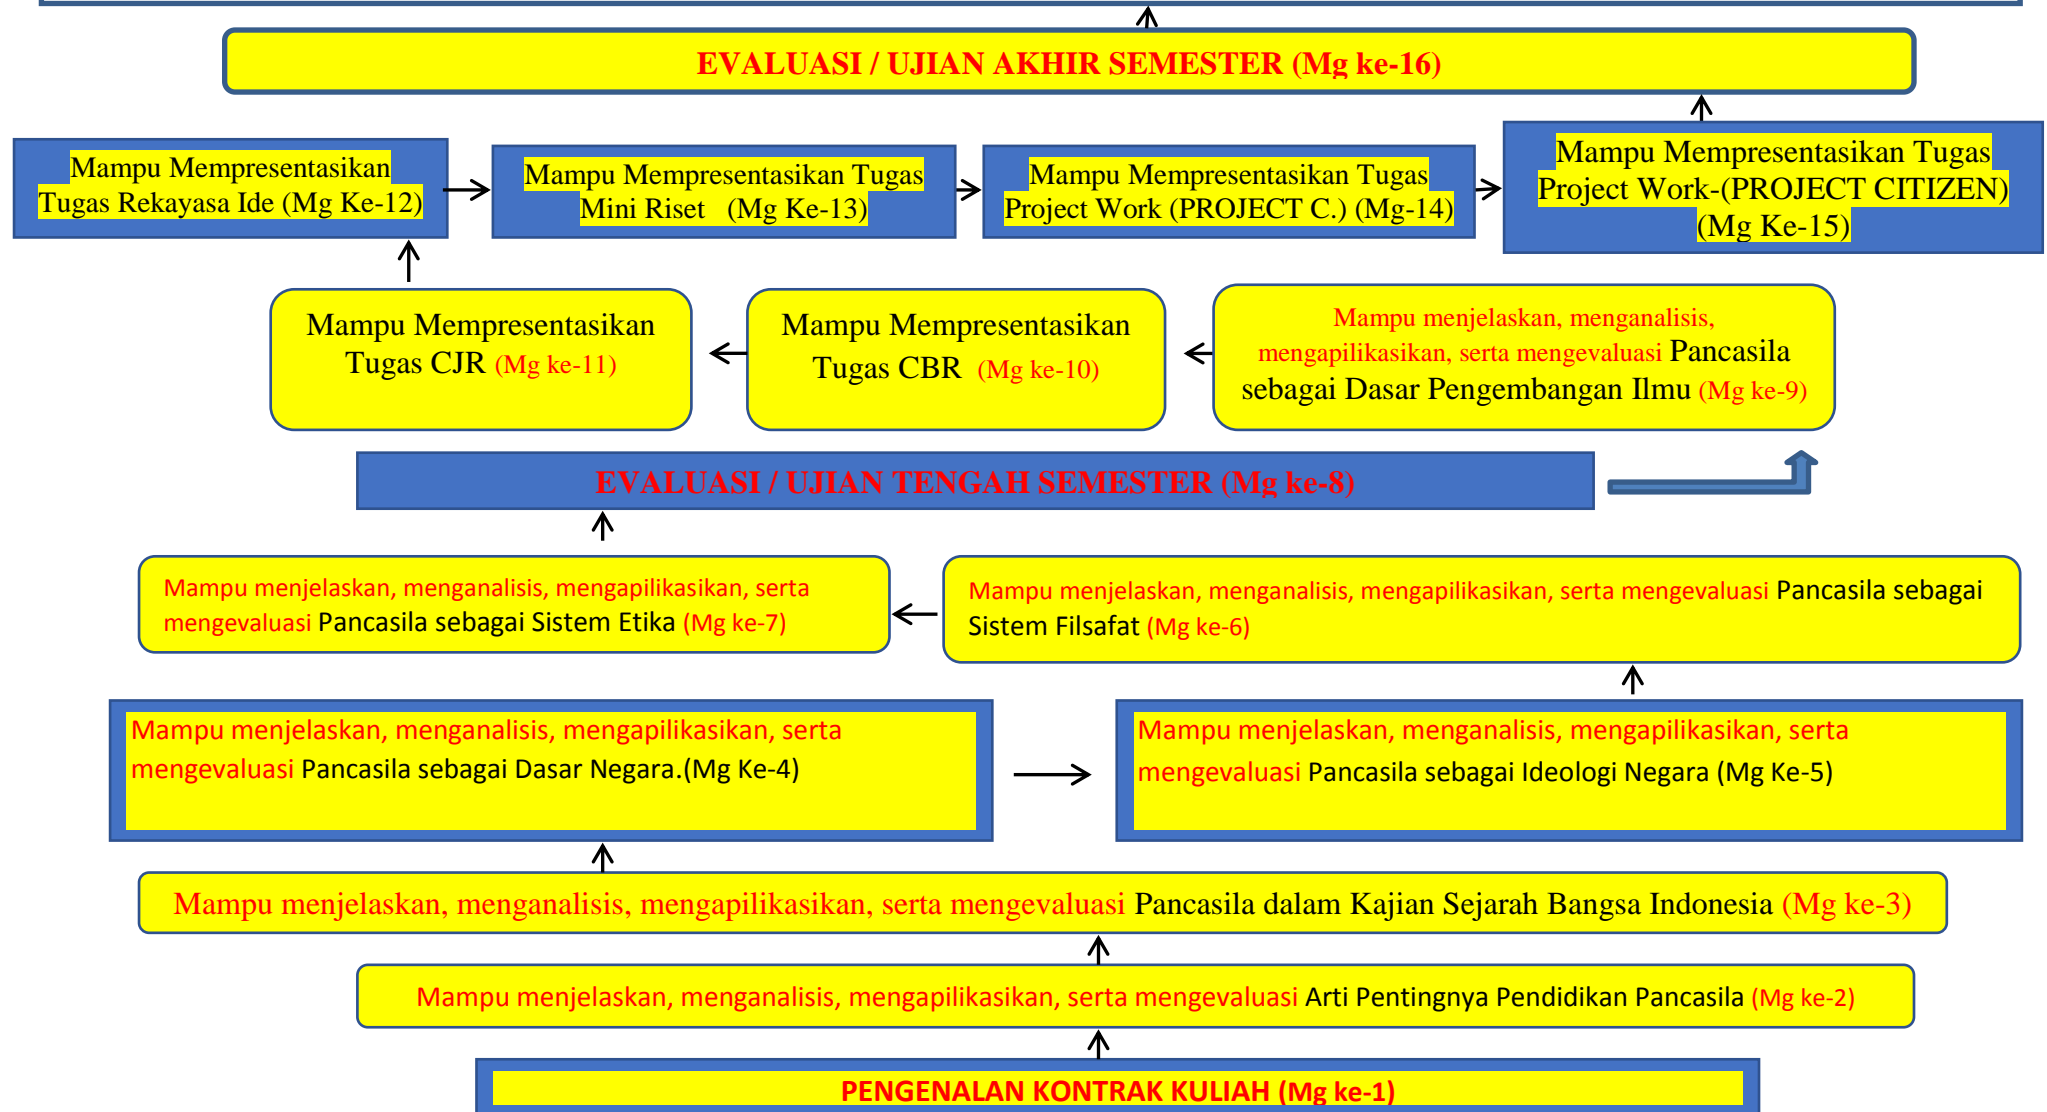 EVALUASI / UJIAN AKHIR SEMESTER (Mg ke-16)
Mampu Mempresentasikan
Tugas Rekayasa Ide (Mg Ke-12)
Mampu Mempresentasikan Tugas
Mini Riset (Mg Ke-13)
Mampu Mempresentasikan Tugas
Project Work (PROJECT C.) (Mg-14)
Mampu Mempresentasikan Tugas
Project Work-(PROJECT CITIZEN)
(Mg Ke-15)
Mampu Mempresentasikan
Tugas CJR (Mg ke-11)
Mampu Mempresentasikan
Tugas CBR (Mg ke-10)
Mampu menjelaskan, menganalisis,
mengapilikasikan, serta mengevaluasi Pancasila
sebagai Dasar Pengembangan Ilmu (Mg ke-9)
EVALUASI / UJIAN TENGAH SEMESTER (Mg ke-8)
Mampu menjelaskan, menganalisis, mengapilikasikan, serta
mengevaluasi Pancasila sebagai Sistem Etika (Mg ke-7)
Mampu menjelaskan, menganalisis, mengapilikasikan, serta mengevaluasi Pancasila sebagai
Sistem Filsafat (Mg ke-6)
Mampu menjelaskan, menganalisis, mengapilikasikan, serta
mengevaluasi Pancasila sebagai Dasar Negara.(Mg Ke-4)
Mampu menjelaskan, menganalisis, mengapilikasikan, serta
mengevaluasi Pancasila sebagai Ideologi Negara (Mg Ke-5)
Mampu menjelaskan, menganalisis, mengapilikasikan, serta mengevaluasi Pancasila dalam Kajian Sejarah Bangsa Indonesia (Mg ke-3)
Mampu menjelaskan, menganalisis, mengapilikasikan, serta mengevaluasi Arti Pentingnya Pendidikan Pancasila (Mg ke-2)
PENGENALAN KONTRAK KULIAH (Mg ke-1)